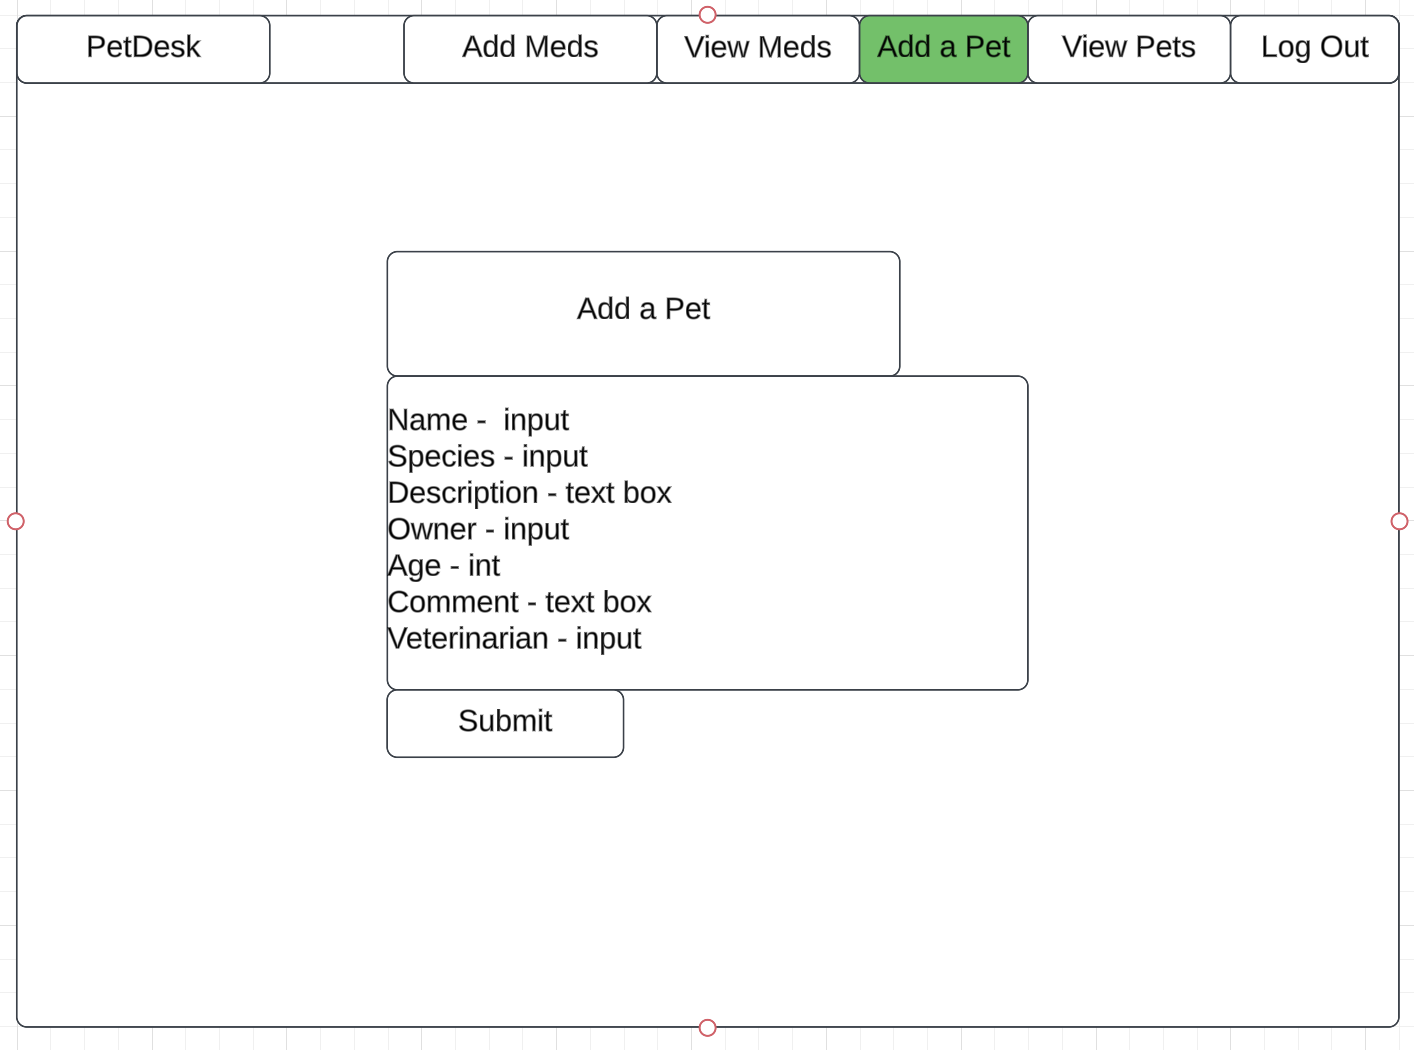 PetDesk Add Meds View Meds Add a Pet View Pets Log Out
Add a Pet
Name -  input
Species - input
Description - text box
Owner - input
Age - int
Comment - text box
Veterinarian - input
Submit